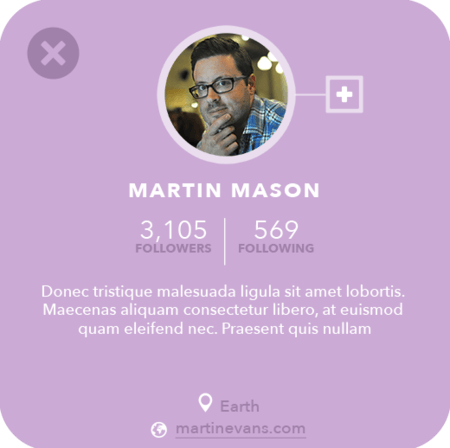 MARTIN MASON
3,105 569
FOLLOWERS FOLLOWING
Donec tristique malesuada ligula sit amet lobortis.
Maecenas aliquam consectetur libero, at euismod
quam eleifend nec. Praesent quis nullam
Earth
martinevans.com